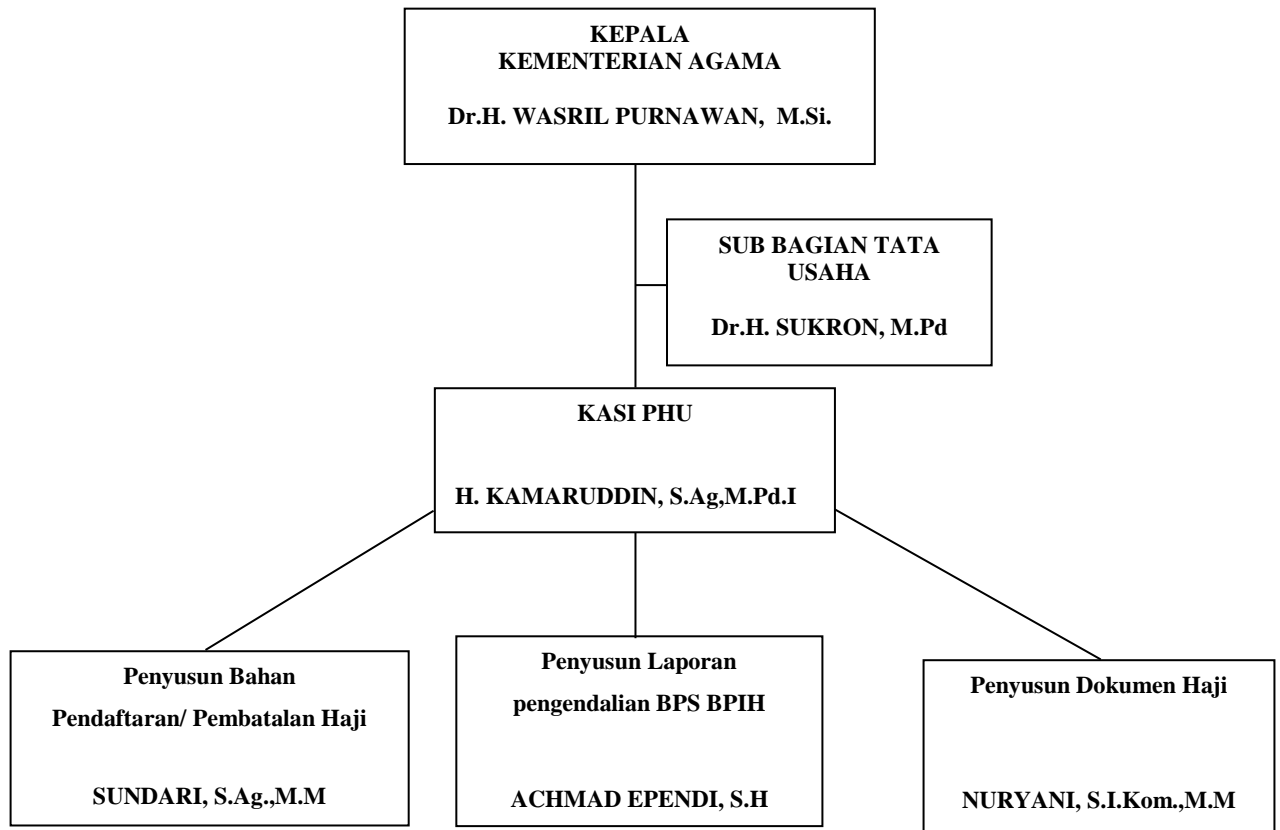 KEPALA
KEMENTERIAN AGAMA
Dr.H. WASRIL PURNAWAN, M.Si.
SUB BAGIAN TATA
USAHA
Dr.H. SUKRON, M.Pd
KASI PHU
H. KAMARUDDIN, S.Ag,M.Pd.I
Penyusun Bahan
Pendaftaran/ Pembatalan Haji
SUNDARI, S.Ag.,M.M
Penyusun Laporan
pengendalian BPS BPIH
ACHMAD EPENDI, S.H
Penyusun Dokumen Haji
NURYANI, S.I.Kom.,M.M